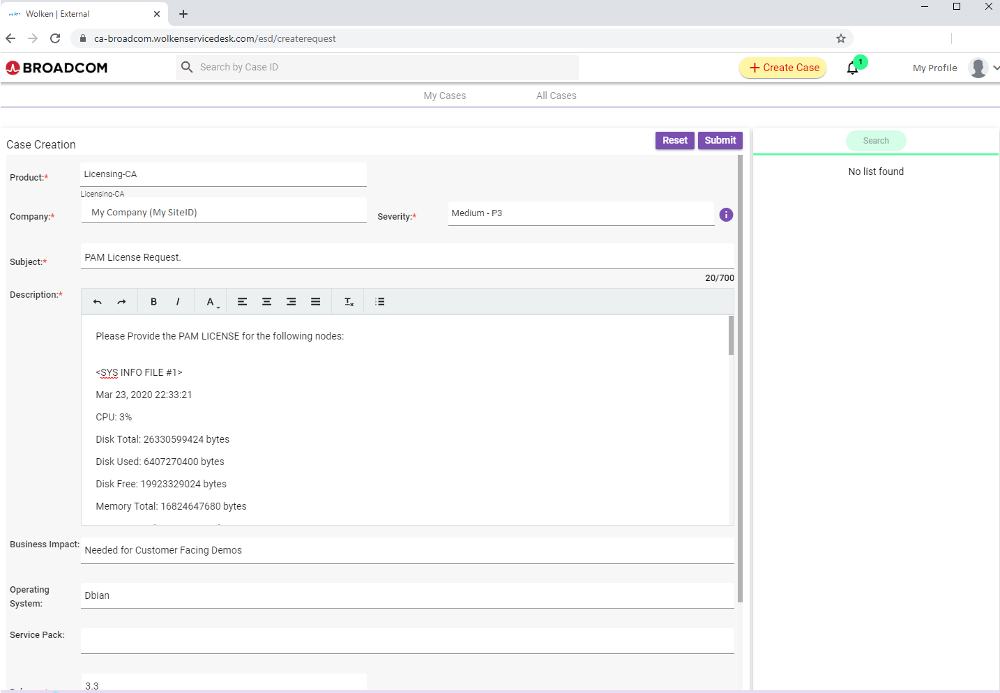 Wolken | External
ca-broadcom.wolkenservicedesk.com/esd/createrequest
BROADCOM
Search by Case ID
+ Create Case
1
My Profile
My Cases
All Cases
Case Creation
Reset
Submit
Search
No list found
Product:*
Licensing-CA
Licensing-CA
Company:*
My Company (My SiteID)
Severity:*
Medium - P3
i
Subject:*
PAM License Request.
20/700
Description:*
B I A
Please Provide the PAM LICENSE for the following nodes:
<SYS INFO FILE #1>
Mar 23, 2020 22:33:21
CPU: 3%
Disk Total: 26330599424 bytes
Disk Used: 6407270400 bytes
Disk Free: 19923329024 bytes
Memory Total: 16824647680 bytes
Business Impact:
Needed for Customer Facing Demos
Operating
System:
Dbian
Service Pack:
3.3